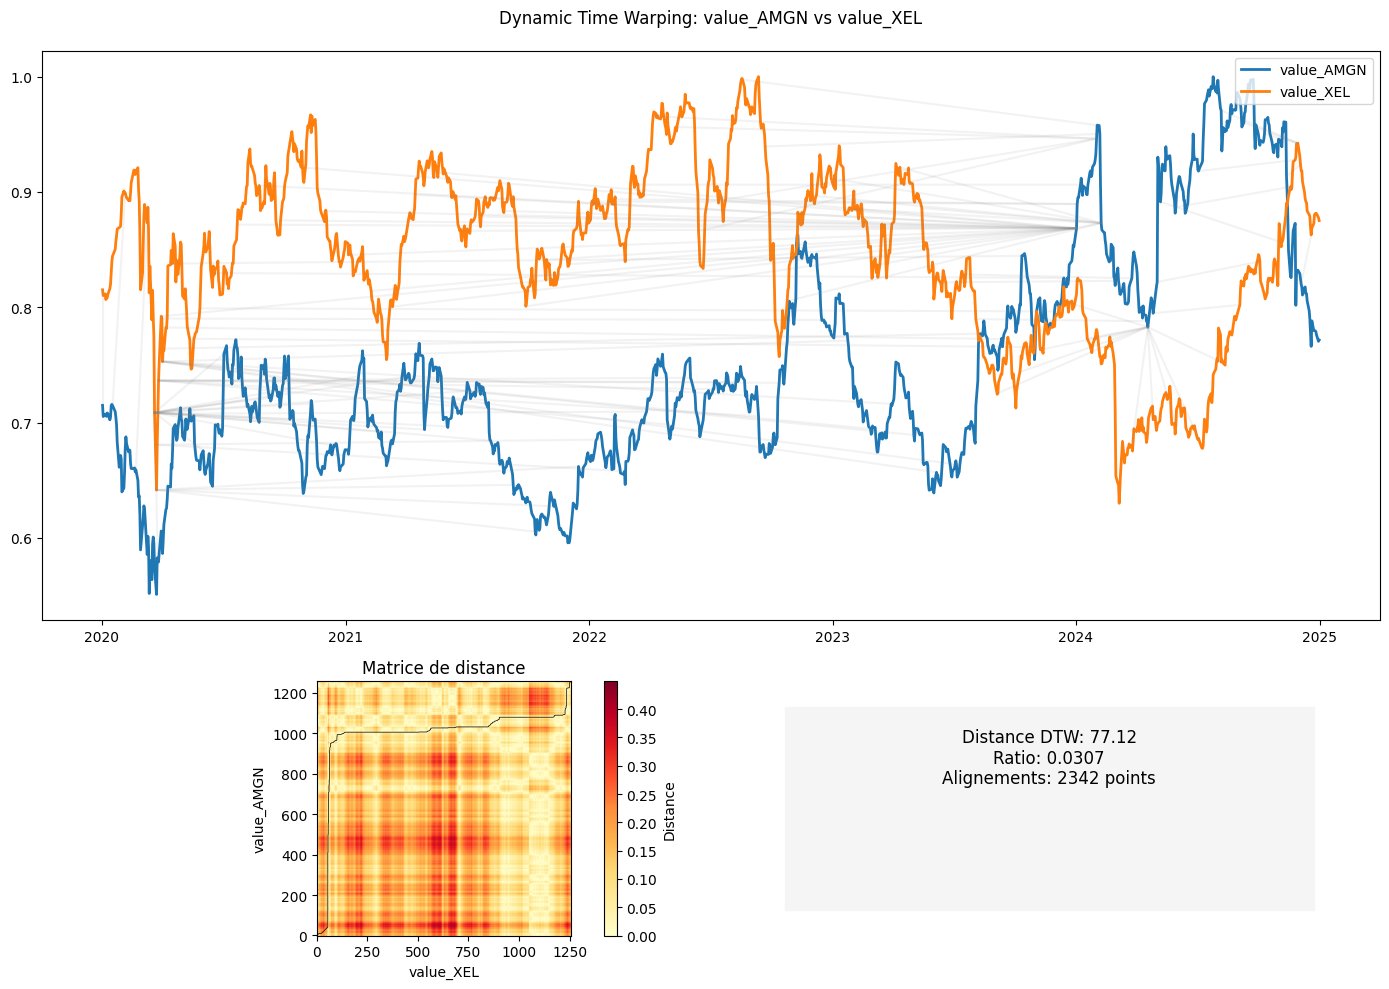 Dynamic Time Warping: value_AMGN vs value_XEL
value_AMGN
value_XEL
1.0
0.9
0.8
0.7
0.6
2020 2021 2022 2023 2024 2025
Matrice de distance
value_AMGN
1200
1000
800
600
400
200
0
0 250 500 750 1000 1250
value_XEL
0.40
0.35
0.30
0.25
0.20
0.15
0.10
0.05
0.00
Distance
Distance DTW: 77.12
Ratio: 0.0307
Alignements: 2342 points